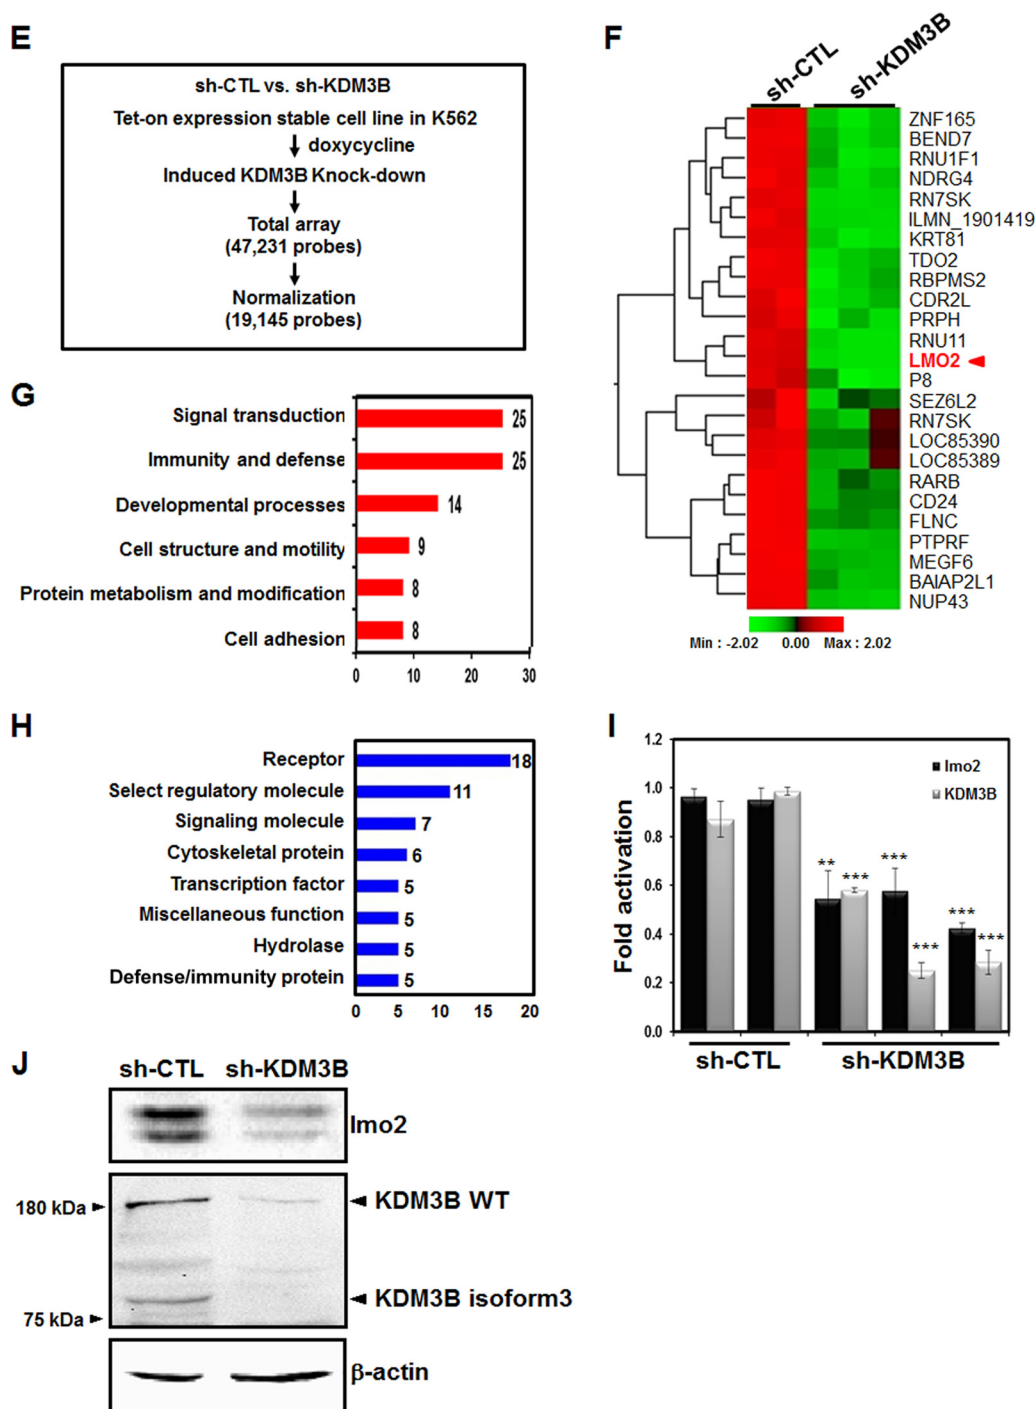 E
sh-CTL vs. sh-KDM3B
Tet-on expression stable cell line in K562
doxycycline
Induced KDM3B Knock-down
Total array
(47,231 probes)
Normalization
(19,145 probes)
F
sh-CTL
sh-KDM3B
ZNF165
BEND7
RNU1F1
NDRG4
RN7SK
ILMN_1901419
KRT81
TDO2
RBPMS2
CDR2L
PRPH
RNU11
LMO2
P8
SEZ6L2
RN7SK
LOC85390
LOC85389
RARB
CD24
FLNC
PTPRF
MEGF6
BAIAP2L1
NUP43
Min : -2.02 0.00 Max : 2.02
G
Signal transduction 25
Immunity and defense 25
Developmental processes 14
Cell structure and motility 9
Protein metabolism and modification 8
Cell adhesion 8
0 10 20 30
H
Receptor 18
Select regulatory molecule 11
Signaling molecule 7
Cytoskeletal protein 6
Transcription factor 5
Miscellaneous function 5
Hydrolase 5
Defense/immunity protein 5
0 5 10 15 20
I
Fold activation
1.2
1.0
0.8
0.6
0.4
0.2
0.0
lmo2
KDM3B
** *** *** *** *** ***
sh-CTL sh-KDM3B
J
sh-CTL sh-KDM3B
lmo2
180 kDa
KDM3B WT
KDM3B isoform3
75 kDa
β-actin